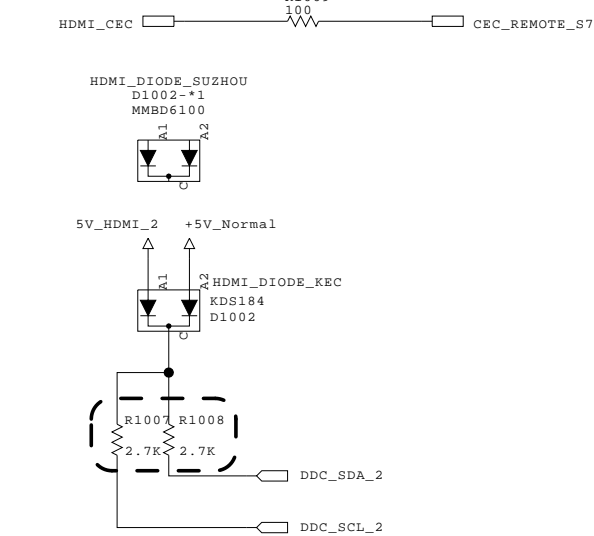 100
HDMI_CEC
CEC_REMOTE_S7
HDMI_DIODE_SUZHOU
D1002-*1
MMBD6100
A1
A2
C
5V_HDMI_2
+5V_Normal
A1
A2
HDMI_DIODE_KEC
KDS184
D1002
C
R1007
R1008
2.7K
2.7K
DDC_SDA_2
DDC_SCL_2